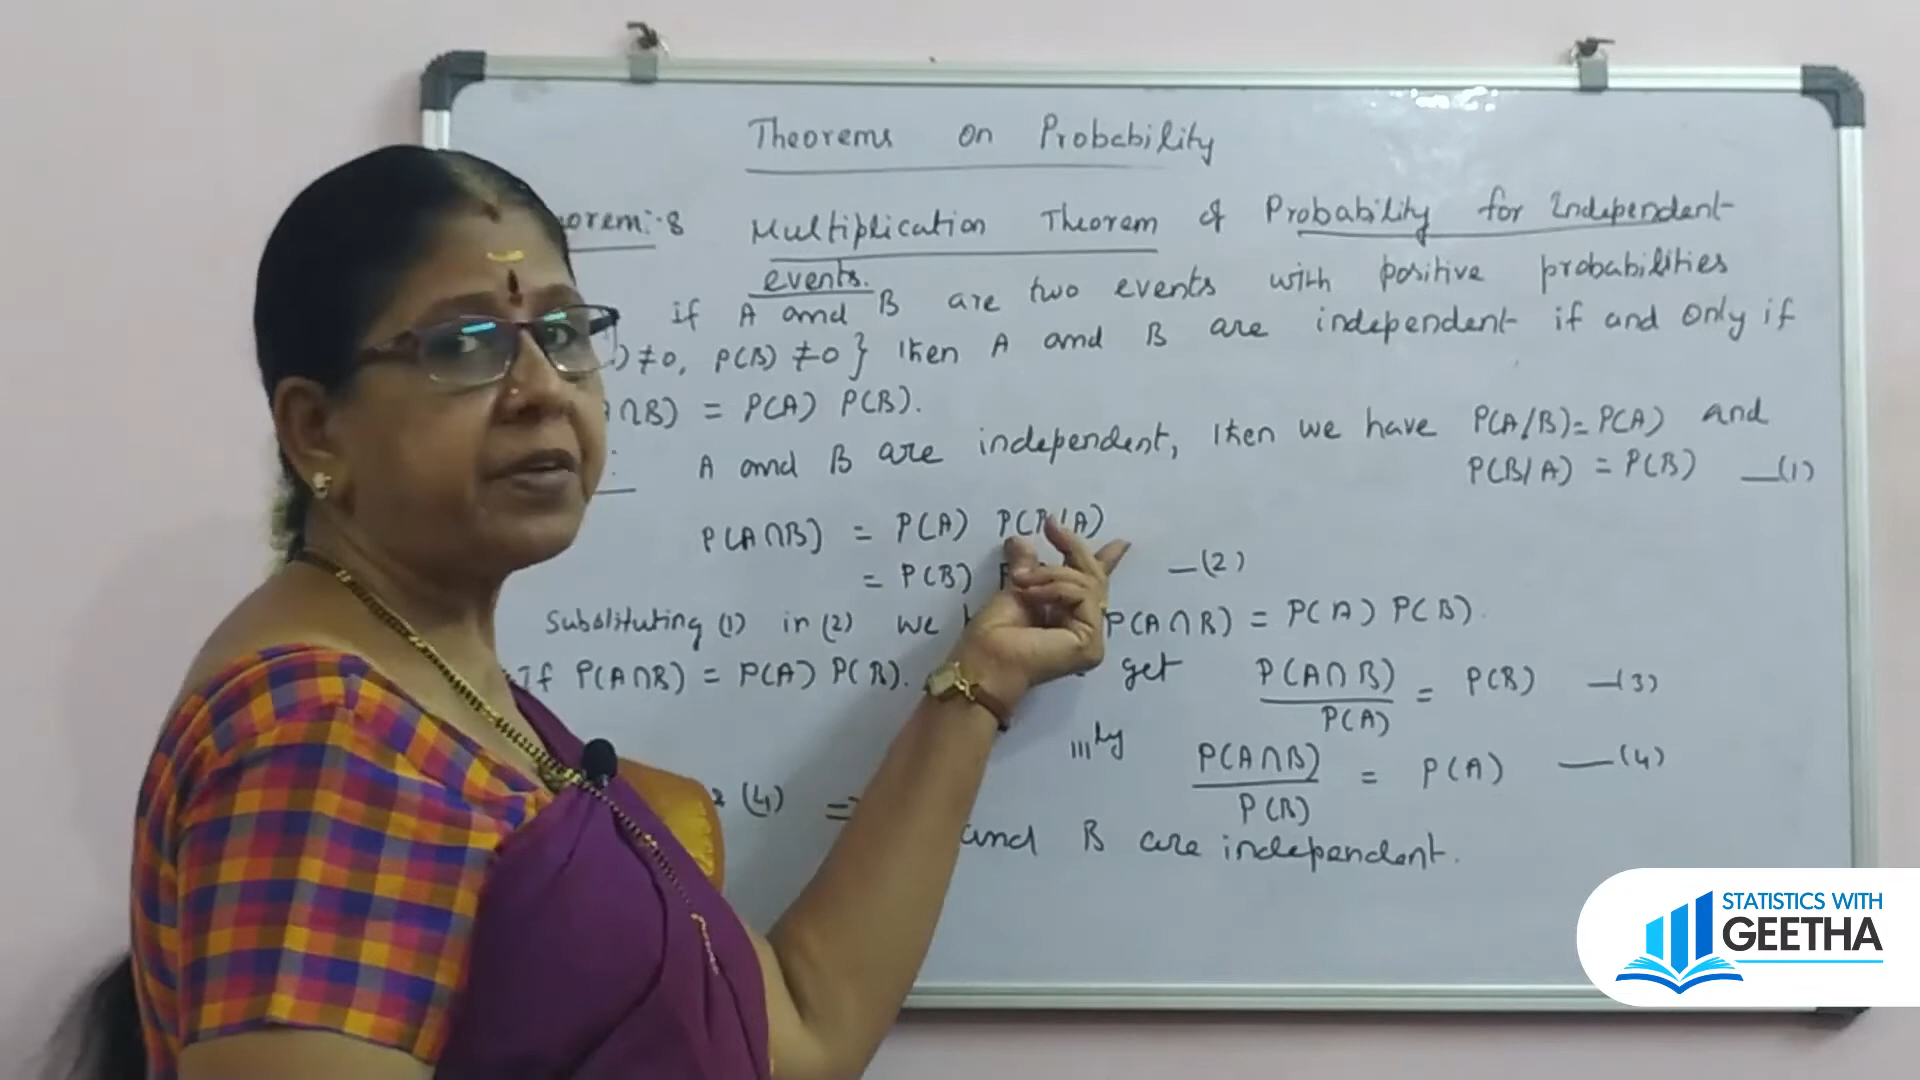 Theorems on Probability
orem:-8 Multiplication Theorem of Probability for Independent
events.
if A and B are two events with positive probabilities
) ≠0, P(B) ≠0} then A and B are independent if and only if
∩B) = P(A) P(B).
: A and B are independent, then we have P(A/B)=P(A) and
P(B/A) = P(B) —(1)
P(A∩B) = P(A) P(B/A)
= P(B) —(2)
Substituting (1) in (2) we P(A∩B) = P(A) P(B).
If P(A∩B) = P(A) P(B). get P(A∩B)/P(A) = P(B) —(3)
|||ly P(A∩B)/P(B) = P(A) —(4)
(4) => and B are independent.
STATISTICS WITH
GEETHA